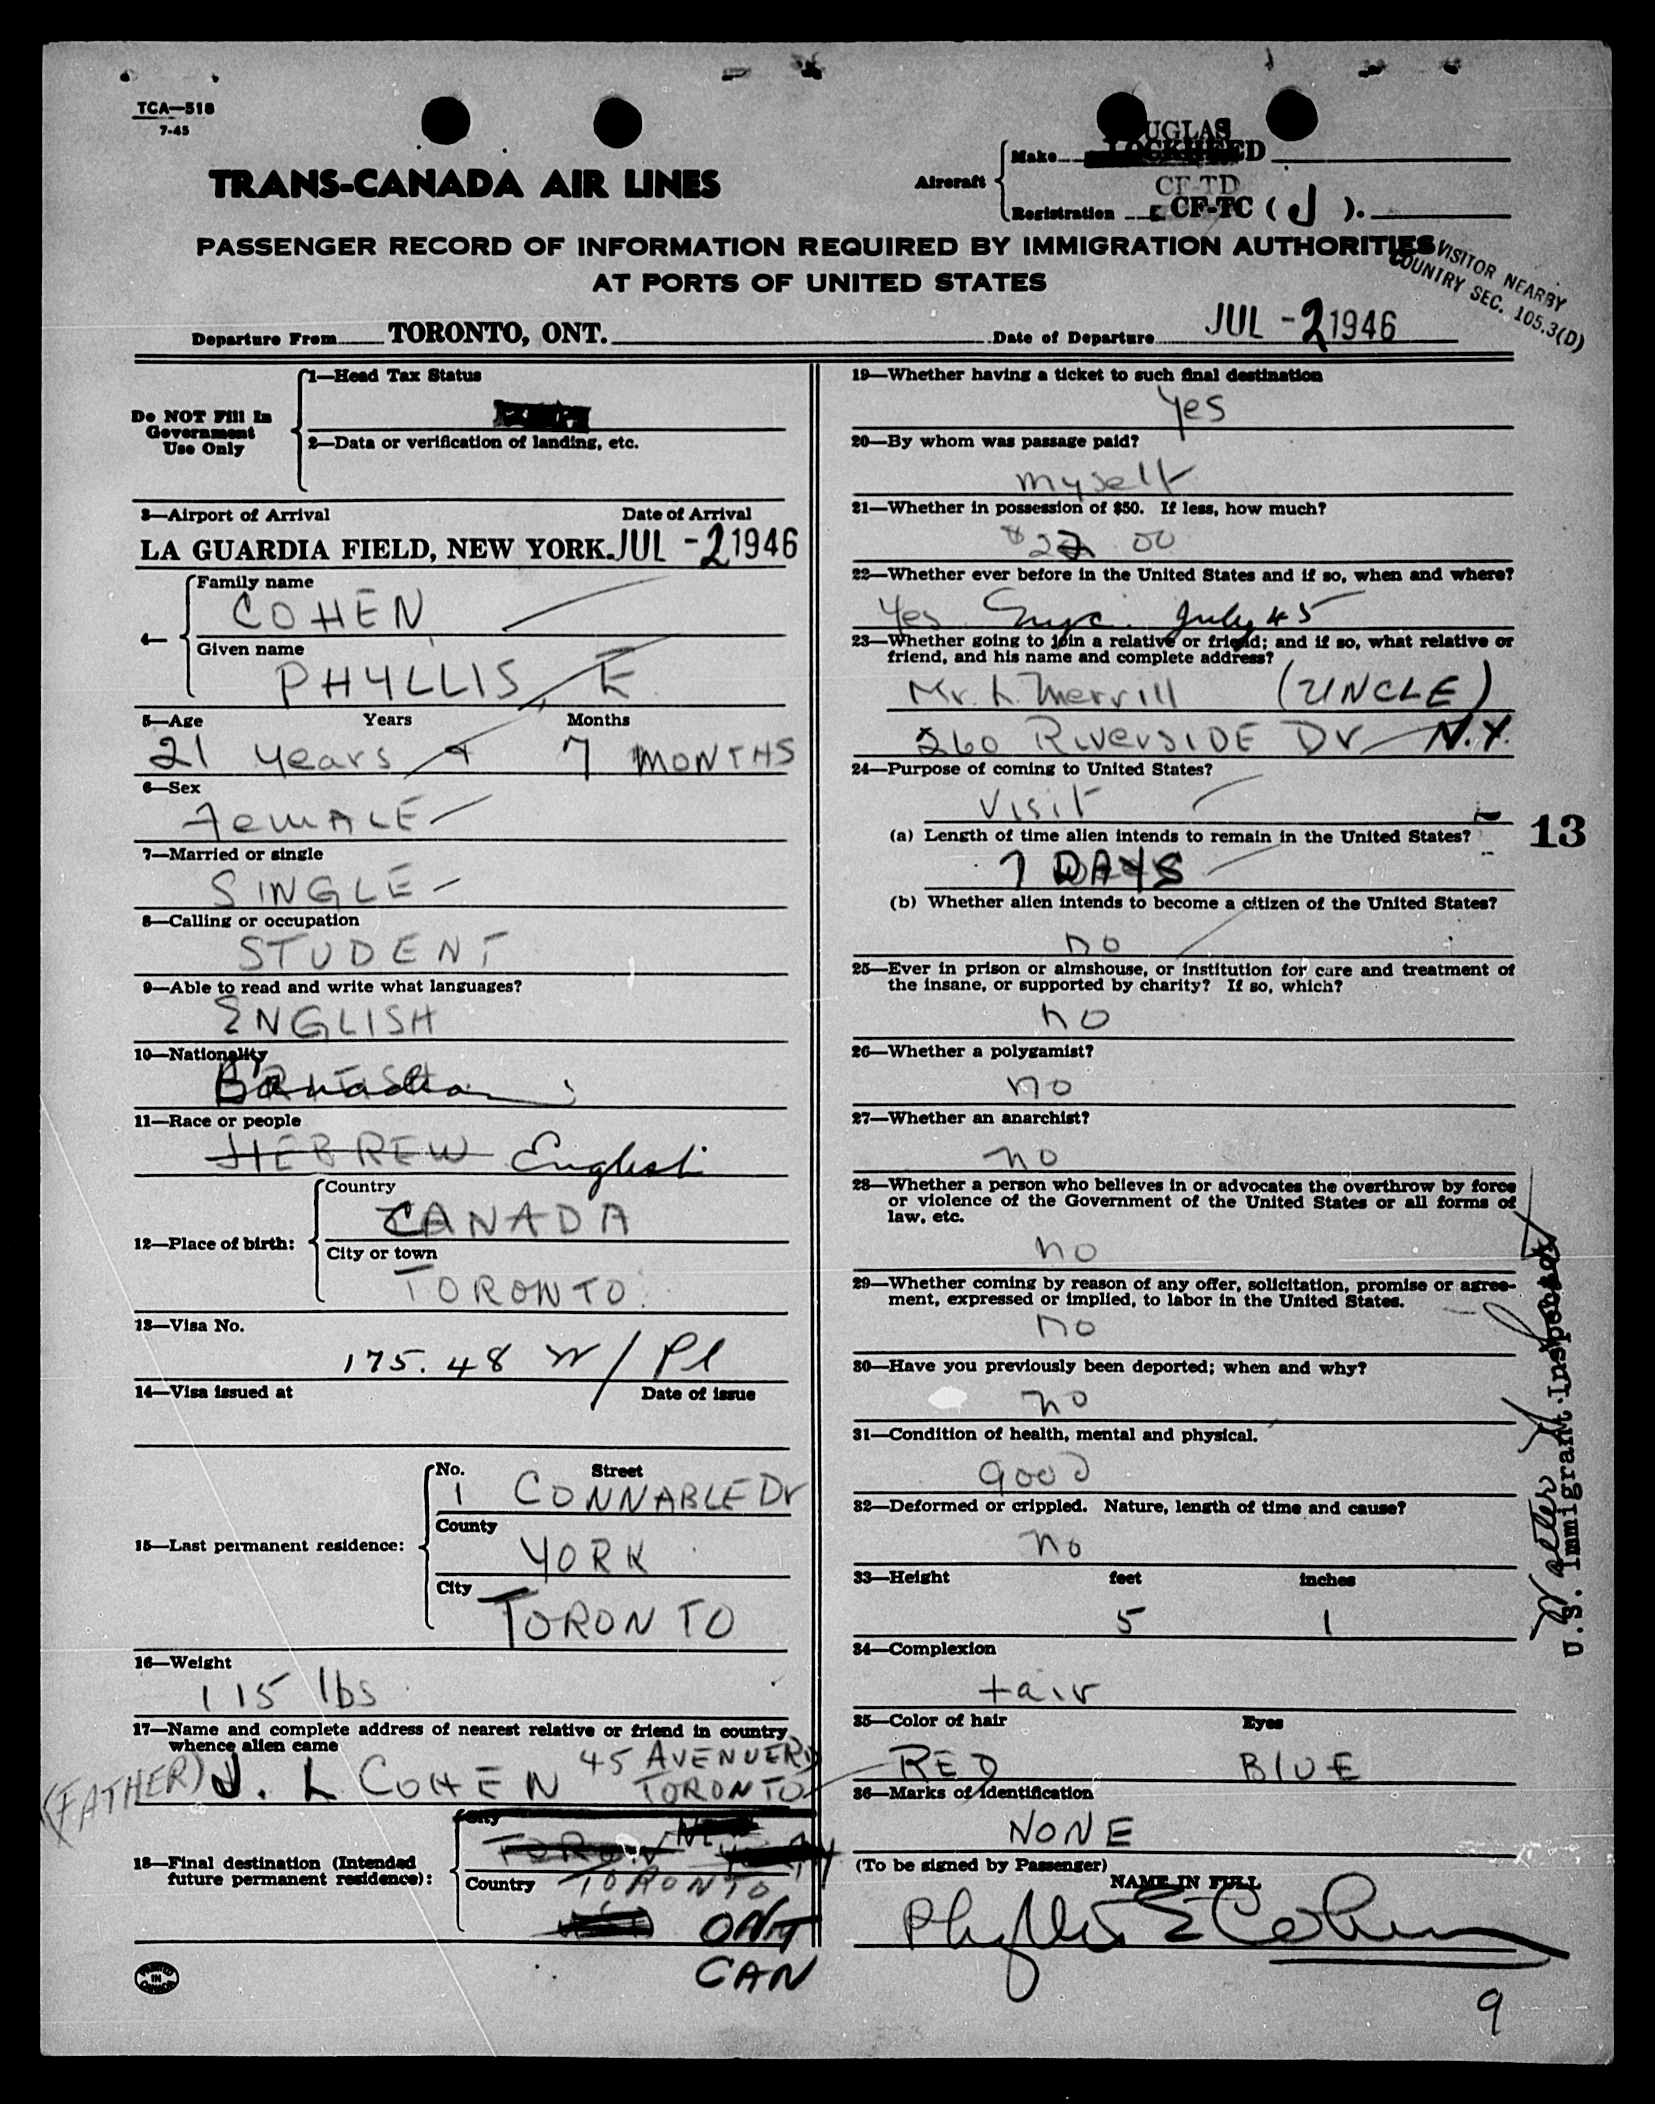 TCA—518
7-45
TRANS-CANADA AIR LINES
Aircraft
Make
UGLAS
LOCKHEED
CF-TD
Registration CF-TC ( J ).
PASSENGER RECORD OF INFORMATION REQUIRED BY IMMIGRATION AUTHORITIES
AT PORTS OF UNITED STATES
VISITOR NEARBY
COUNTRY SEC. 105.3(D)
Departure From TORONTO, ONT. Date of Departure JUL - 2 1946
Do NOT Fill In
Government
Use Only
1—Head Tax Status
2—Data or verification of landing, etc.
3—Airport of Arrival Date of Arrival
LA GUARDIA FIELD, NEW YORK. JUL - 2 1946
4—
Family name
COHEN
Given name
PHYLLIS E
5—Age Years Months
21 years 7 MONTHS
6—Sex
FEMALE
7—Married or single
SINGLE
8—Calling or occupation
STUDENT
9—Able to read and write what languages?
ENGLISH
10—Nationality
Canadian
11—Race or people
HEBREW English
12—Place of birth:
Country
CANADA
City or town
TORONTO
13—Visa No.
175.48 W / Pl
14—Visa issued at Date of issue
15—Last permanent residence:
No. Street
1 CONNABLE Dr
County
YORK
City
TORONTO
16—Weight
115 lbs
17—Name and complete address of nearest relative or friend in country
whence alien came
(FATHER) J. L COHEN 45 AVENUE RD
TORONTO
18—Final destination (Intended
future permanent residence):
City
Country TORONTO
ONT
CAN
PRINTED IN CANADA
19—Whether having a ticket to such final destination
Yes
20—By whom was passage paid?
myself
21—Whether in possession of $50. If less, how much?
00
22—Whether ever before in the United States and if so, when and where?
Yes Nyc. July 45
23—Whether going to join a relative or friend; and if so, what relative or
friend, and his name and complete address?
Mr. L. Merrill (UNCLE)
260 RIVERSIDE Dr N.Y.
24—Purpose of coming to United States?
Visit
(a) Length of time alien intends to remain in the United States?
7 DAYS
13
(b) Whether alien intends to become a citizen of the United States?
no
25—Ever in prison or almshouse, or institution for care and treatment of
the insane, or supported by charity? If so, which?
no
26—Whether a polygamist?
no
27—Whether an anarchist?
no
28—Whether a person who believes in or advocates the overthrow by force
or violence of the Government of the United States or all forms of
law, etc.
no
29—Whether coming by reason of any offer, solicitation, promise or agree-
ment, expressed or implied, to labor in the United States.
no
30—Have you previously been deported; when and why?
no
31—Condition of health, mental and physical.
good
32—Deformed or crippled. Nature, length of time and cause?
no
33—Height feet inches
5 1
34—Complexion
fair
35—Color of hair Eyes
RED BLUE
36—Marks of identification
NONE
(To be signed by Passenger)
NAME IN FULL
Phyllis E Cohen
9
U.S. Immigrant Inspector